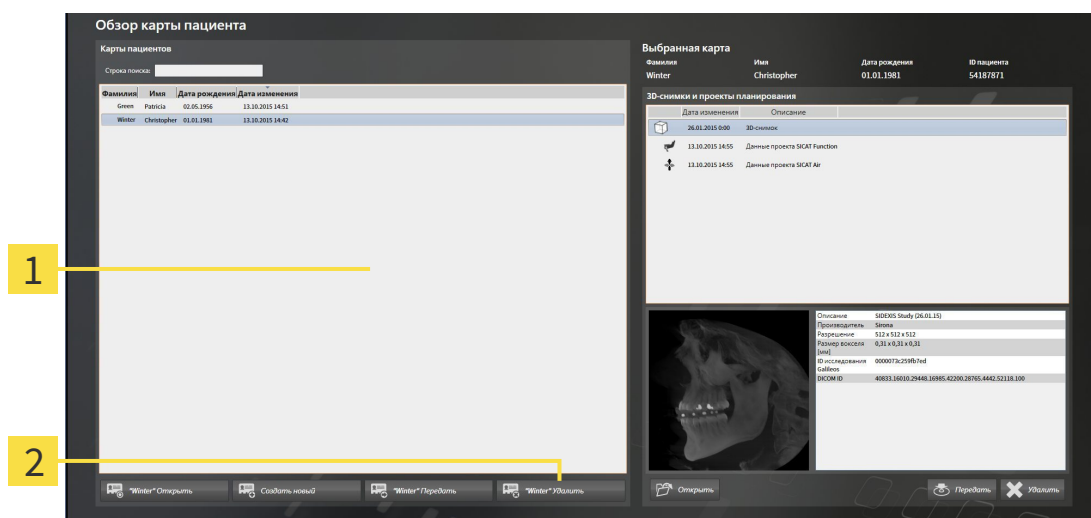 Обзор карты пациента
Карты пациентов
Строка поиска:
Фамилия Имя Дата рождения Дата изменения
Green Patricia 02.05.1956 13.10.2015 14:51
Winter Christopher 01.01.1981 13.10.2015 14:42
1
2
"Winter" Открыть
Создать новый
"Winter" Передать
"Winter" Удалить
Выбранная карта
Фамилия Имя Дата рождения ID пациента
Winter Christopher 01.01.1981 54187871
3D-снимки и проекты планирования
Дата изменения Описание
26.01.2015 0:00 3D-снимок
13.10.2015 14:55 Данные проекта SICAT Function
13.10.2015 14:55 Данные проекта SICAT Air
Описание SIDEXIS Study (26.01.15)
Производитель Sirona
Разрешение 512 x 512 x 512
Размер вокселя 0,31 x 0,31 x 0,31
[мм]
ID исследования 0000073c259fb7ed
Galileos
DICOM ID 40833.16010.29448.16985.42200.28765.4442.52118.100
Открыть
Передать
Удалить